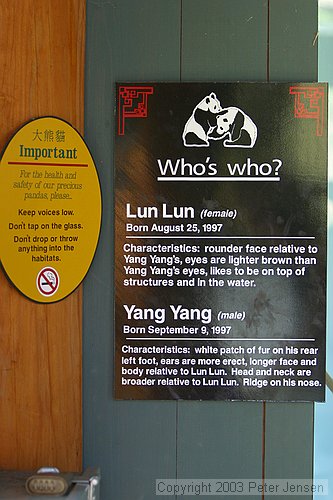 大熊貓
Important
For the health and
safety of our precious
pandas, please..
Keep voices low.
Don't tap on the glass.
Don't drop or throw
anything into the
habitats.
Who's who?
Lun Lun (female)
Born August 25, 1997
Characteristics: rounder face relative to
Yang Yang's, eyes are lighter brown than
Yang Yang's eyes, likes to be on top of
structures and in the water.
Yang Yang (male)
Born September 9, 1997
Characteristics: white patch of fur on his rear
left foot, ears are more erect, longer face and
body relative to Lun Lun. Head and neck are
broader relative to Lun Lun. Ridge on his nose.
Copyright 2003 Peter Jensen